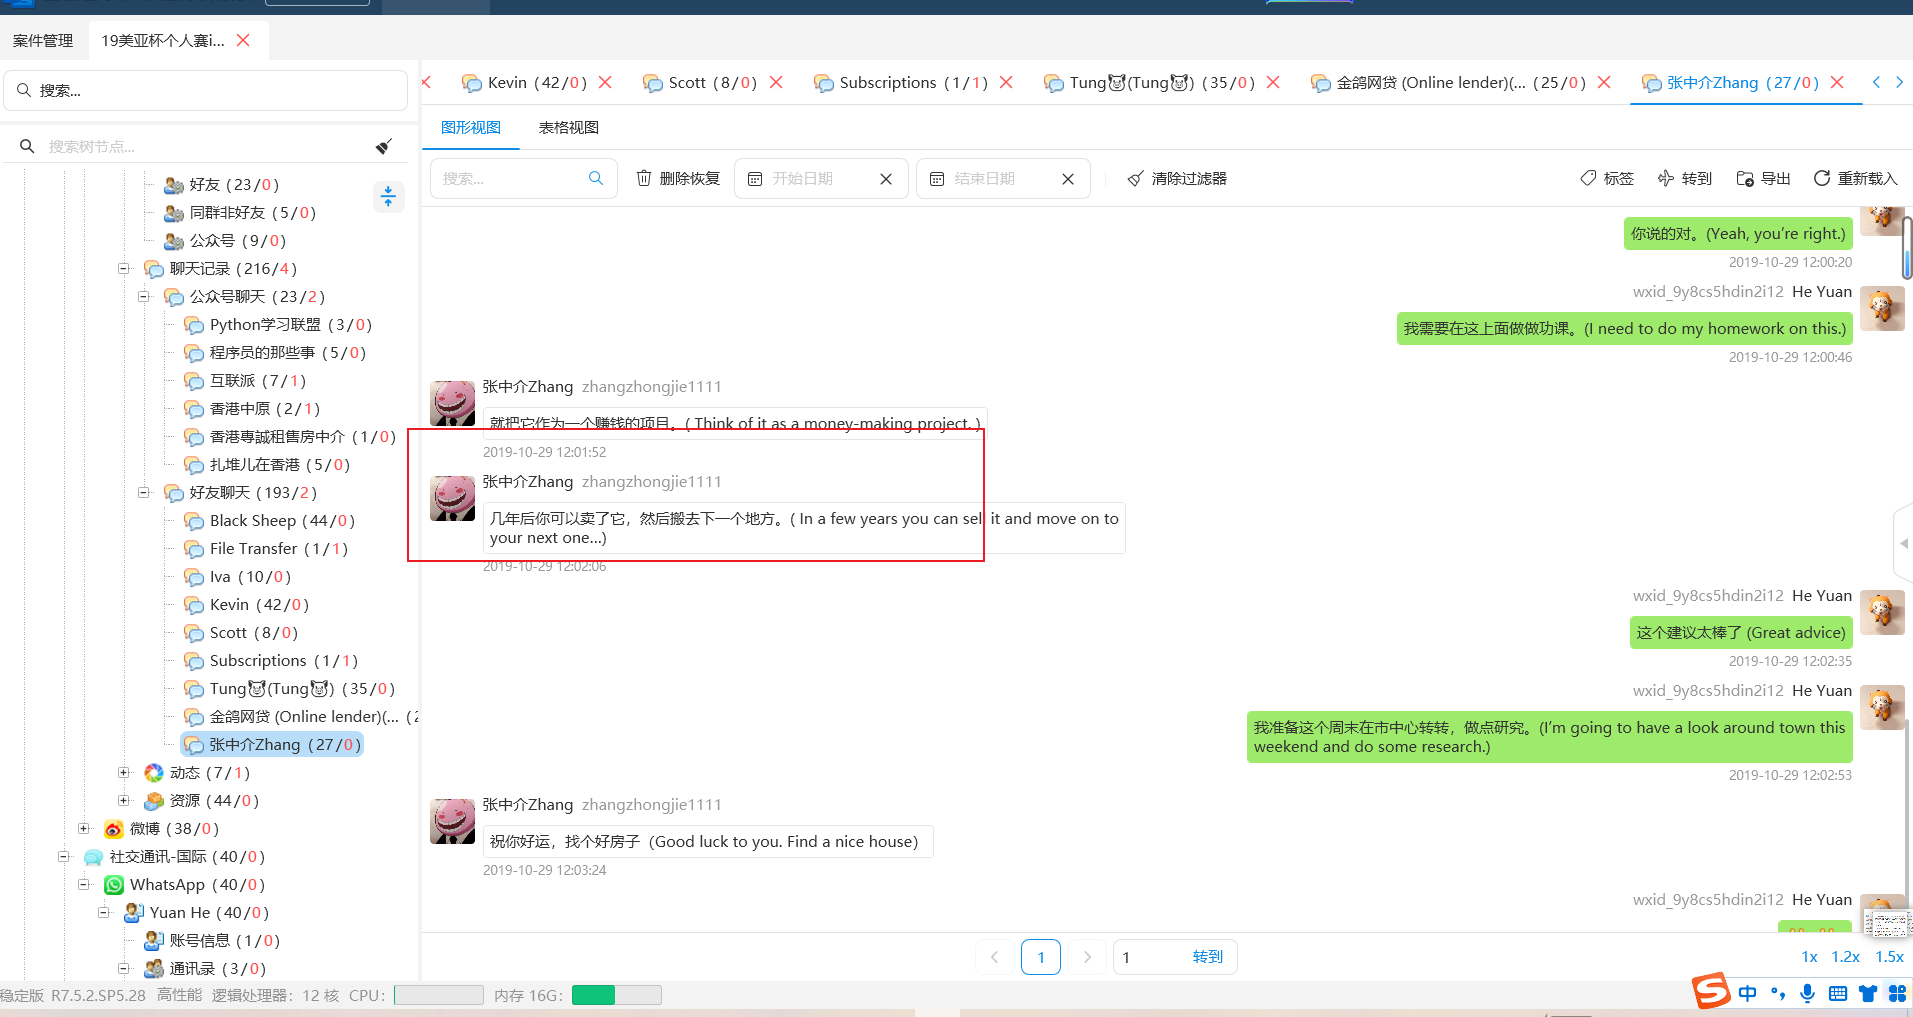 案件管理
19美亚杯个人赛i...
搜索...
搜索树节点...
好友 (23/0)
同群非好友 (5/0)
公众号 (9/0)
聊天记录 (216/4)
公众号聊天 (23/2)
Python学习联盟 (3/0)
程序员的那些事 (5/0)
互联派 (7/1)
香港中原 (2/1)
香港專誠租售房中介 (1/0)
扎堆儿在香港 (5/0)
好友聊天 (193/2)
Black Sheep (44/0)
File Transfer (1/1)
Iva (10/0)
Kevin (42/0)
Scott (8/0)
Subscriptions (1/1)
Tung🐷(Tung🐷) (35/0)
金鸽网贷 (Online lender)(... (2
张中介Zhang (27/0)
动态 (7/1)
资源 (44/0)
微博 (38/0)
社交通讯-国际 (40/0)
WhatsApp (40/0)
Yuan He (40/0)
账号信息 (1/0)
通讯录 (3/0)
Kevin (42/0)
Scott (8/0)
Subscriptions (1/1)
Tung🐷(Tung🐷) (35/0)
金鸽网贷 (Online lender)(... (25/0)
张中介Zhang (27/0)
图形视图
表格视图
搜索...
删除恢复
开始日期
结束日期
清除过滤器
标签
转到
导出
重新载入
你说的对。(Yeah, you’re right.)
2019-10-29 12:00:20
wxid_9y8cs5hdin2i12 He Yuan
我需要在这上面做做功课。(I need to do my homework on this.)
2019-10-29 12:00:46
张中介Zhang zhangzhongjie1111
就把它作为一个赚钱的项目。( Think of it as a money-making project. )
2019-10-29 12:01:52
张中介Zhang zhangzhongjie1111
几年后你可以卖了它，然后搬去下一个地方。( In a few years you can sell it and move on to
your next one...)
2019-10-29 12:02:06
wxid_9y8cs5hdin2i12 He Yuan
这个建议太棒了 (Great advice)
2019-10-29 12:02:35
wxid_9y8cs5hdin2i12 He Yuan
我准备这个周末在市中心转转，做点研究。(I’m going to have a look around town this
weekend and do some research.)
2019-10-29 12:02:53
张中介Zhang zhangzhongjie1111
祝你好运，找个好房子（Good luck to you. Find a nice house）
2019-10-29 12:03:24
wxid_9y8cs5hdin2i12 He Yuan
1
1
转到
1x 1.2x 1.5x
稳定版 R7.5.2.SP5.28 高性能 逻辑处理器：12 核 CPU：
内存 16G：
中